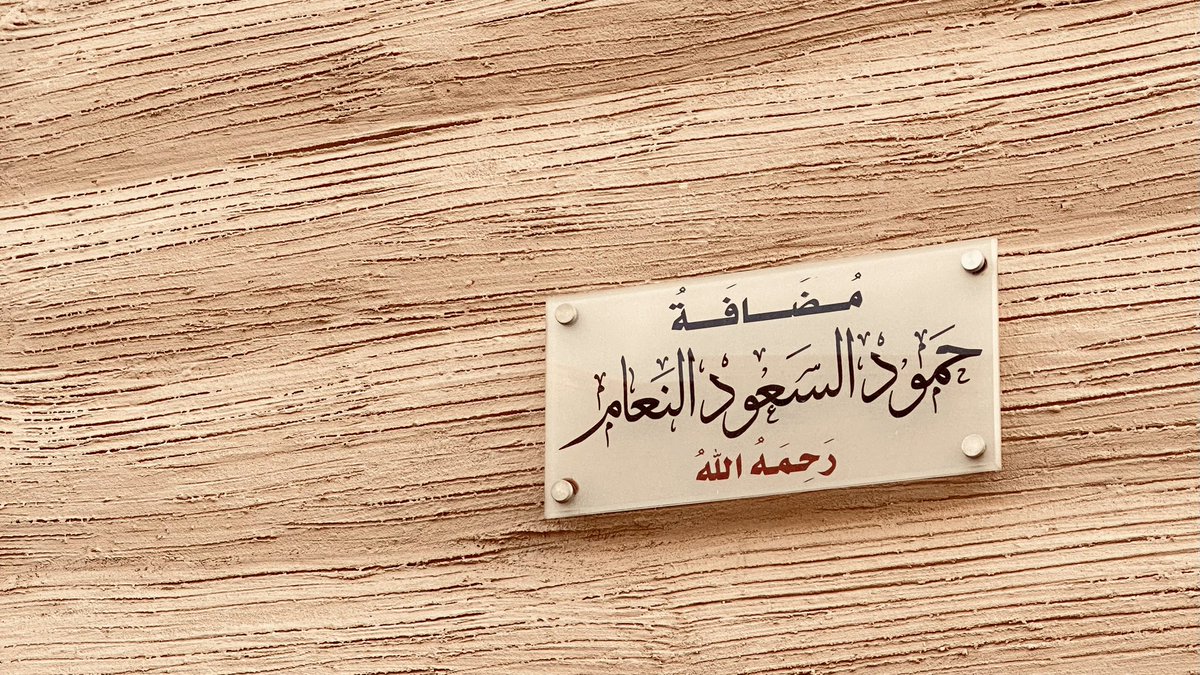 مُضَافَةُ
حَمُودْ السَّعُودْ النَعَام
رَحِمَهُ اللهُ